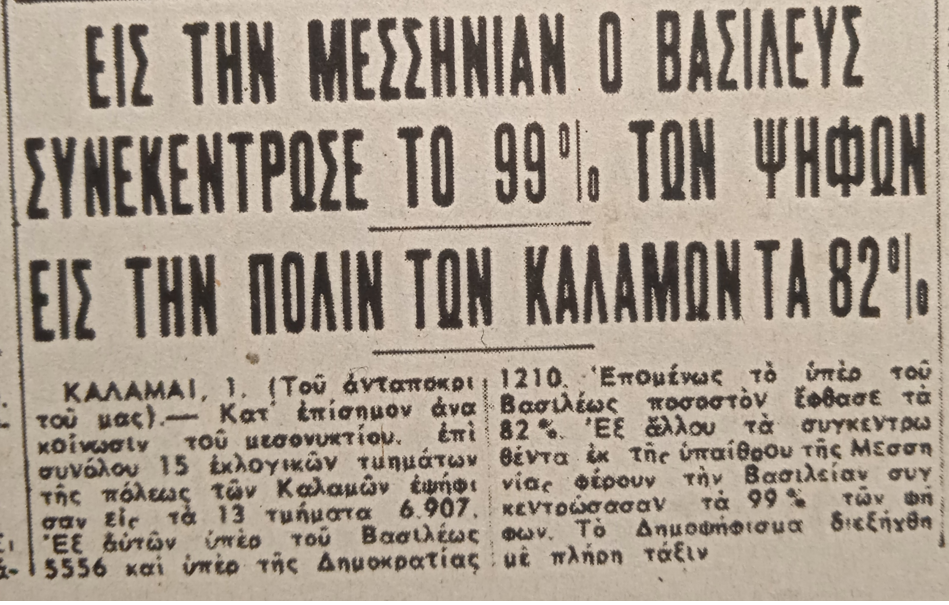 ΕΙΣ ΤΗΝ ΜΕΣΣΗΝΙΑΝ Ο ΒΑΣΙΛΕΥΣ
ΣΥΝΕΚΕΝΤΡΩΣΕ ΤΟ 99% ΤΩΝ ΨΗΦΩΝ
ΕΙΣ ΤΗΝ ΠΟΛΙΝ ΤΩΝ ΚΑΛΑΜΩΝ ΤΑ 82%
ΚΑΛΑΜΑΙ, 1. (Τοῦ ἀνταποκρι
τοῦ μας).— Κατ' ἐπίσημον ἀνα
κοίνωσιν τοῦ μεσονυκτίου, ἐπὶ
συνόλου 15 ἐκλογικῶν τμημάτων
τῆς πόλεως τῶν Καλαμῶν ἐψήφι
σαν εἰς τὰ 13 τμήματα 6.907.
Ἐξ αὐτῶν ὑπὲρ τοῦ Βασιλέως
5556 καὶ ὑπὲρ τῆς Δημοκρατίας
1210. Ἑπομένως τὸ ὑπὲρ τοῦ
Βασιλέως ποσοστὸν ἔφθασε τὰ
82 %. Ἐξ ἄλλου τὰ συγκεντρω
θέντα ἐκ τῆς ὑπαίθρου τῆς Μεσση
νίας φέρουν τὴν Βασιλείαν συγ
κεντρώσασαν τὰ 99 % τῶν ψή
φων. Τὸ Δημοψήφισμα διεξήχθη
μὲ πλήρη τάξιν